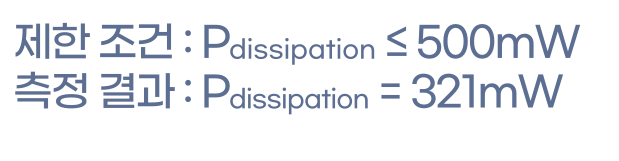 제한 조건 : Pdissipation ≤ 500mW
측정 결과 : Pdissipation = 321mW